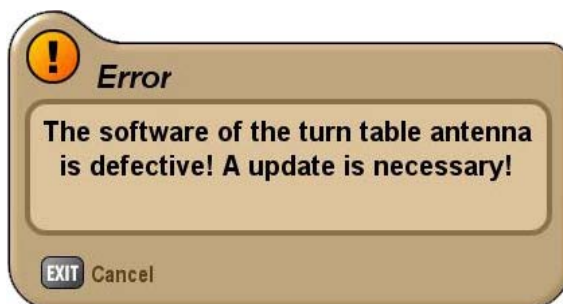 !
Error
The software of the turn table antenna
is defective! A update is necessary!
EXIT Cancel